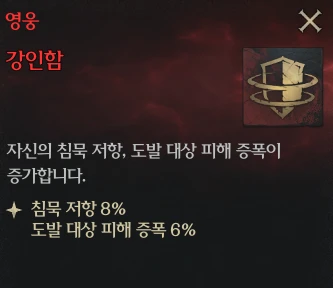 영웅
강인함
자신의 침묵 저항, 도발 대상 피해 증폭이
증가합니다.
침묵 저항 8%
도발 대상 피해 증폭 6%